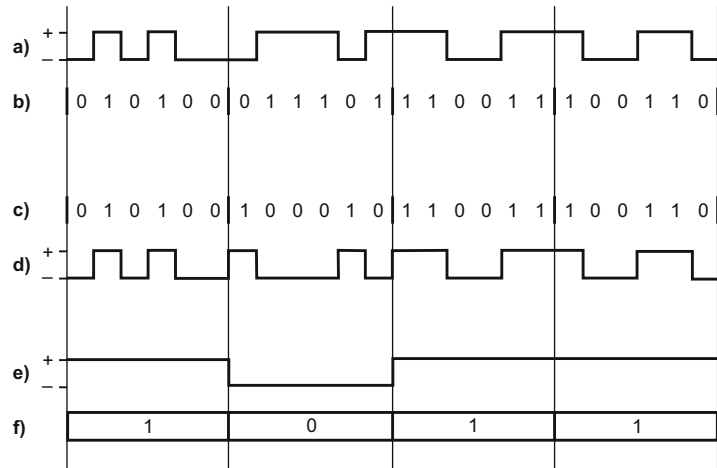 a) + –
b) 0 1 0 1 0 0 0 1 1 1 0 1 1 1 0 0 1 1 1 0 0 1 1 0
c) 0 1 0 1 0 0 1 0 0 0 1 0 1 1 0 0 1 1 1 0 0 1 1 0
d) + –
e) + –
f) 1 0 1 1